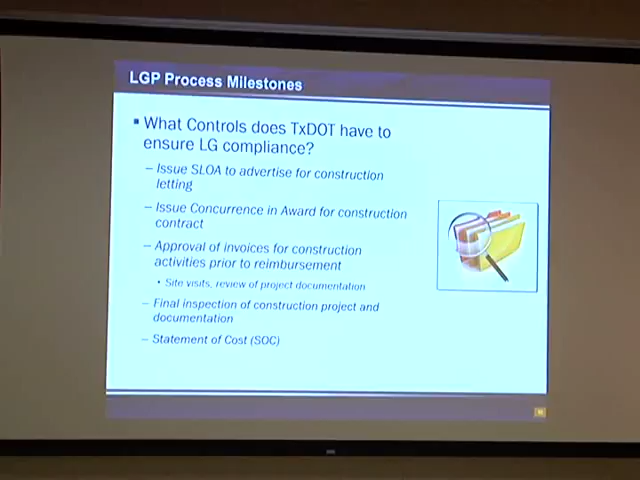 LGP Process Milestones
▪ What Controls does TxDOT have to
ensure LG compliance?
– Issue SLOA to advertise for construction
letting
– Issue Concurrence in Award for construction
contract
– Approval of invoices for construction
activities prior to reimbursement
• Site visits, review of project documentation
– Final inspection of construction project and
documentation
– Statement of Cost (SOC)